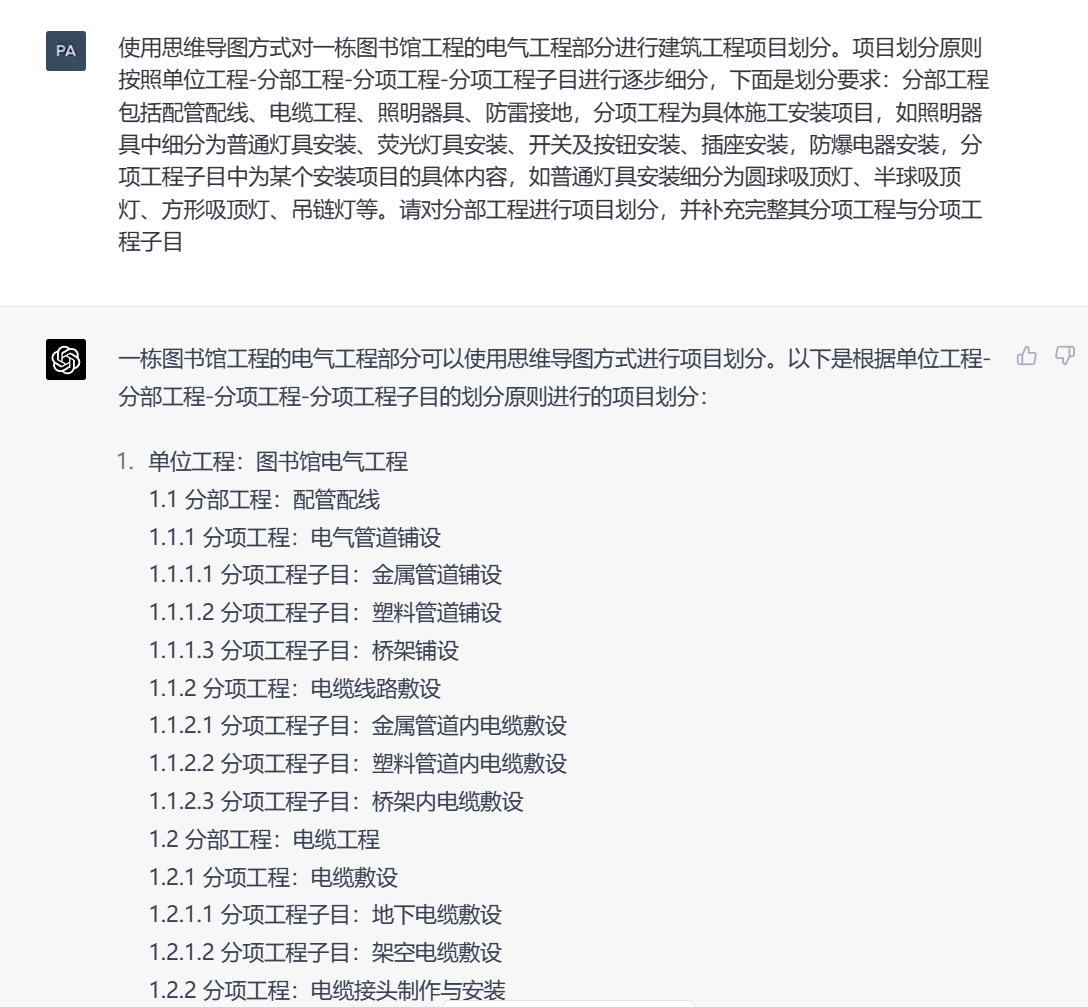 PA
使用思维导图方式对一栋图书馆工程的电气工程部分进行建筑工程项目划分。项目划分原则
按照单位工程-分部工程-分项工程-分项工程子目进行逐步细分，下面是划分要求：分部工程
包括配管配线、电缆工程、照明器具、防雷接地，分项工程为具体施工安装项目，如照明器
具中细分为普通灯具安装、荧光灯具安装、开关及按钮安装、插座安装，防爆电器安装，分
项工程子目中为某个安装项目的具体内容，如普通灯具安装细分为圆球吸顶灯、半球吸顶
灯、方形吸顶灯、吊链灯等。请对分部工程进行项目划分，并补充完整其分项工程与分项工
程子目
一栋图书馆工程的电气工程部分可以使用思维导图方式进行项目划分。以下是根据单位工程-
分部工程-分项工程-分项工程子目的划分原则进行的项目划分：
1. 单位工程：图书馆电气工程
1.1 分部工程：配管配线
1.1.1 分项工程：电气管道铺设
1.1.1.1 分项工程子目：金属管道铺设
1.1.1.2 分项工程子目：塑料管道铺设
1.1.1.3 分项工程子目：桥架铺设
1.1.2 分项工程：电缆线路敷设
1.1.2.1 分项工程子目：金属管道内电缆敷设
1.1.2.2 分项工程子目：塑料管道内电缆敷设
1.1.2.3 分项工程子目：桥架内电缆敷设
1.2 分部工程：电缆工程
1.2.1 分项工程：电缆敷设
1.2.1.1 分项工程子目：地下电缆敷设
1.2.1.2 分项工程子目：架空电缆敷设
1.2.2 分项工程：电缆接头制作与安装